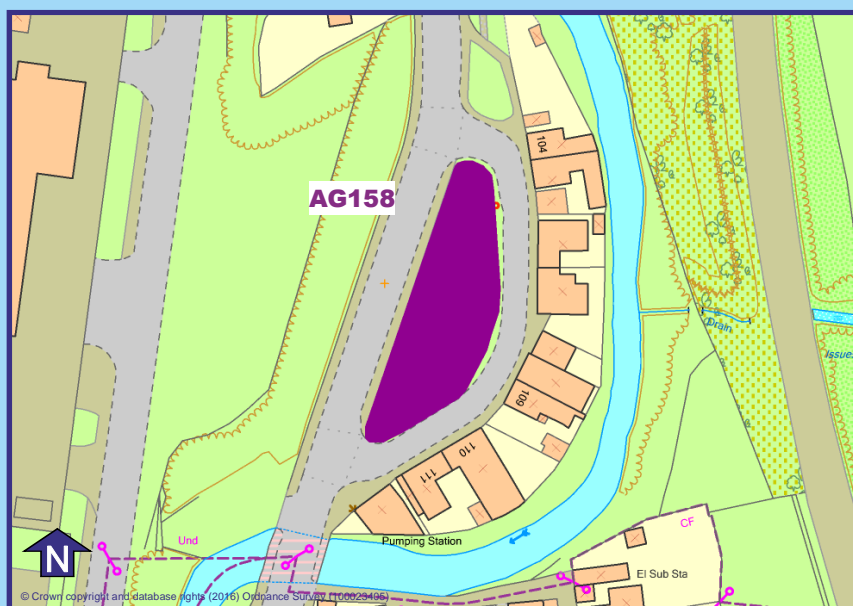 104
AG158
Drain
Issues
109
110
111
Und
Pumping Station
CF
El Sub Sta
N
© Crown copyright and database rights (2016) Ordnance Survey (100023405)